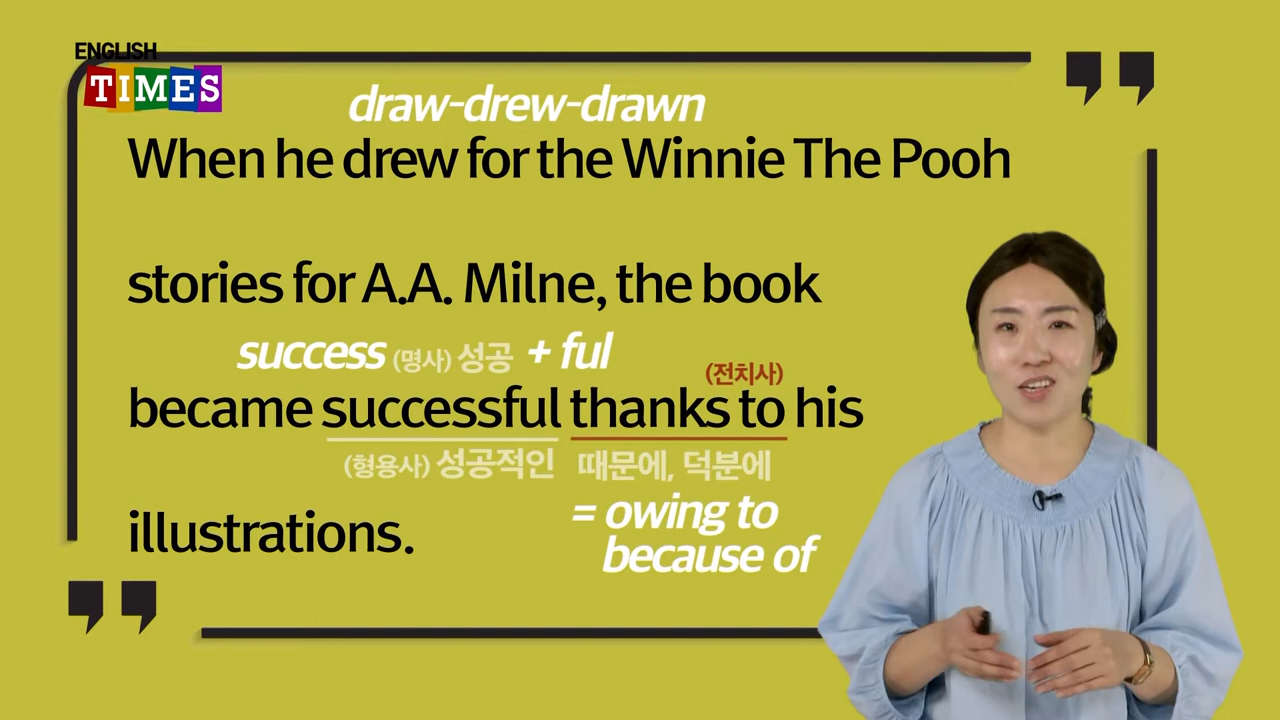 ENGLISH
TIMES
draw-drew-drawn
When he drew for the Winnie The Pooh
stories for A.A. Milne, the book
success (명사) 성공 + ful
(전치사)
became successful thanks to his
(형용사) 성공적인 때문에, 덕분에
= owing to
illustrations.
because of